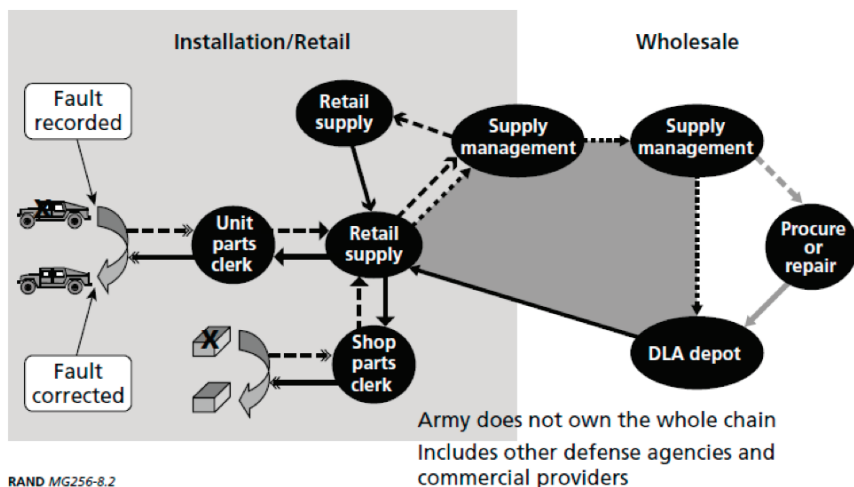 Installation/Retail
Wholesale
Fault
recorded
Retail
supply
Supply
management
Supply
management
X
Unit
parts
clerk
Retail
supply
Procure
or
repair
X
Shop
parts
clerk
DLA depot
Fault
corrected
Army does not own the whole chain
Includes other defense agencies and
commercial providers
RAND MG256-8.2